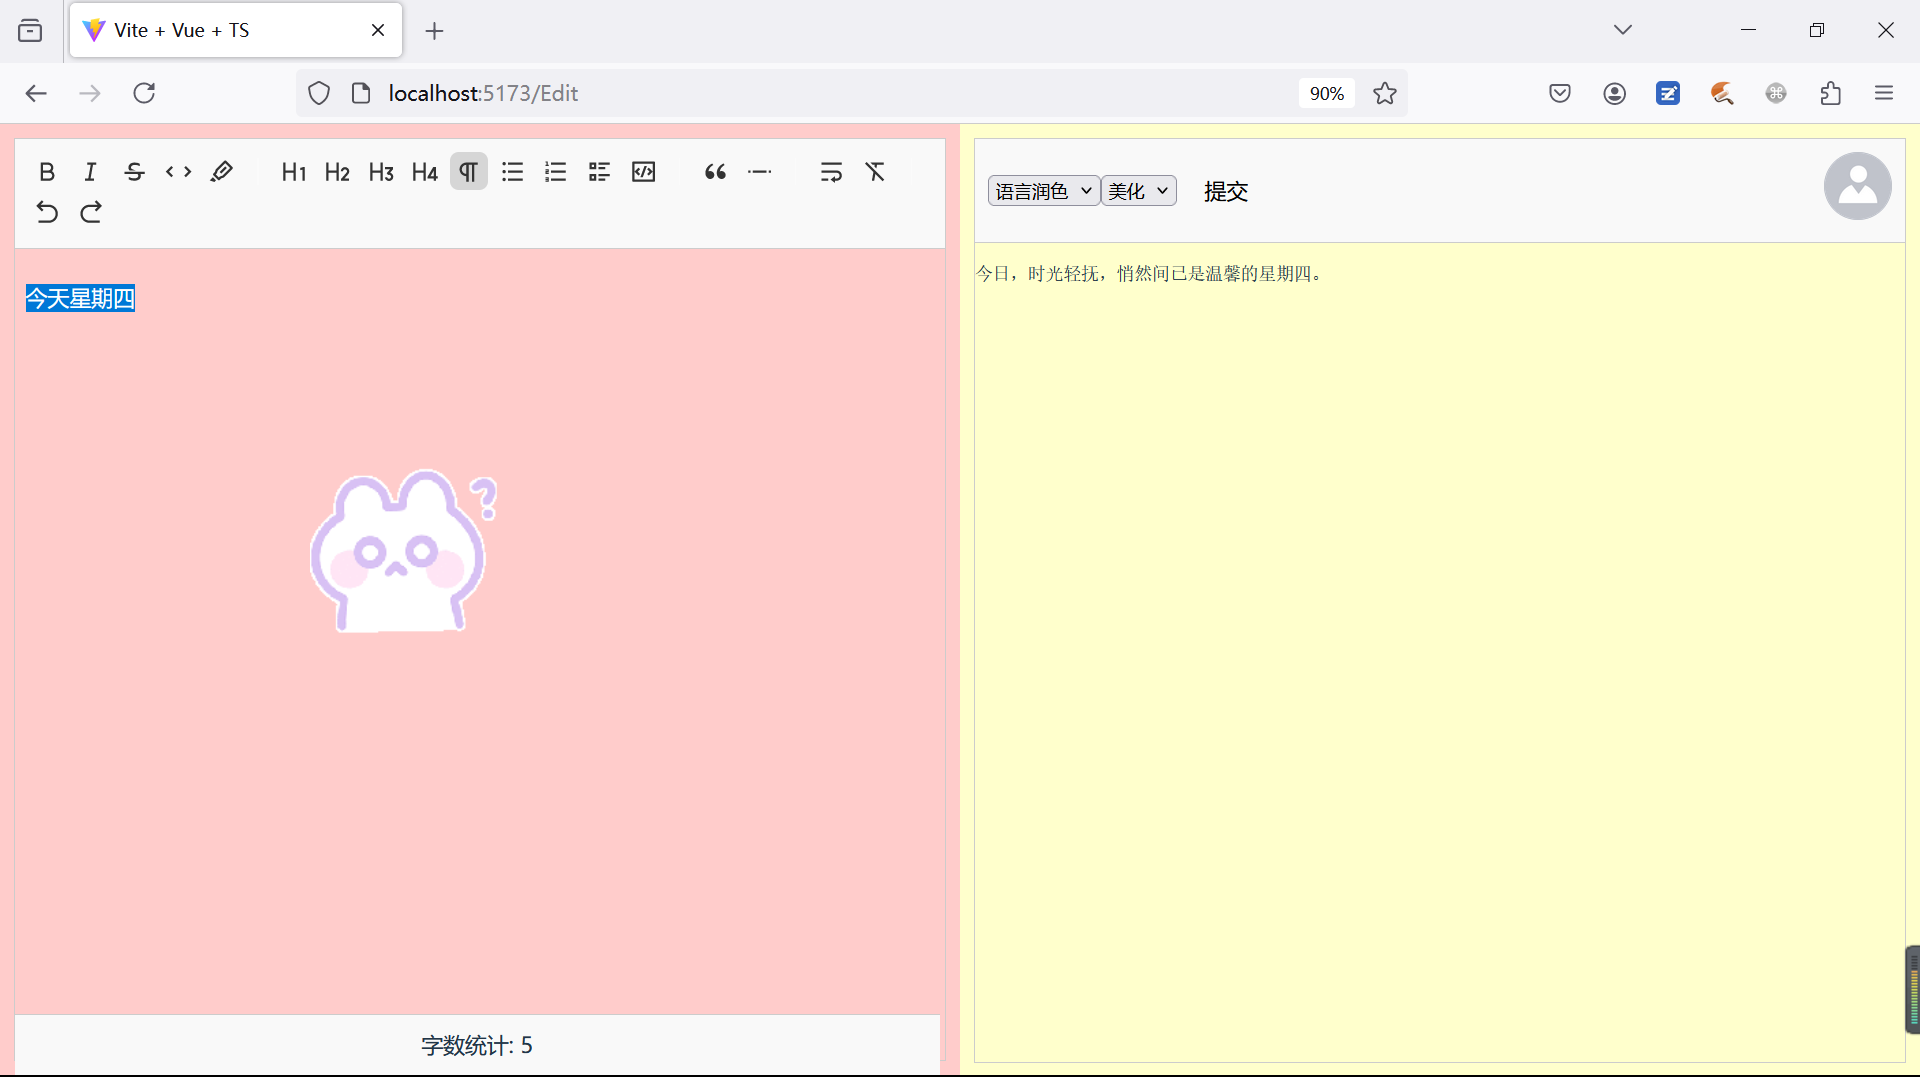 Vite + Vue + TS
localhost:5173/Edit
90%
B I S H1 H2 H3 H4
今天星期四
?
字数统计: 5
语言润色 美化 提交
今日，时光轻抚，悄然间已是温馨的星期四。